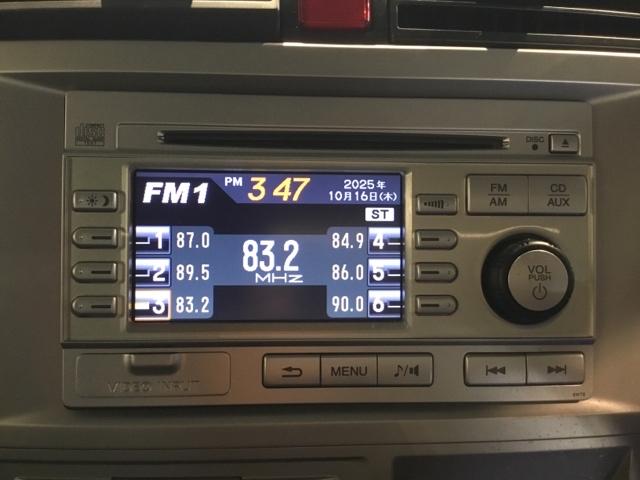 DISC
FM1
PM 3 47
2025年
10月16日(木)
ST
FM
AM
CD
AUX
1 87.0
83.2
MHz
84.9 4
2 89.5
86.0 5
3 83.2
90.0 6
VOL
PUSH
VIDEO INPUT
MENU